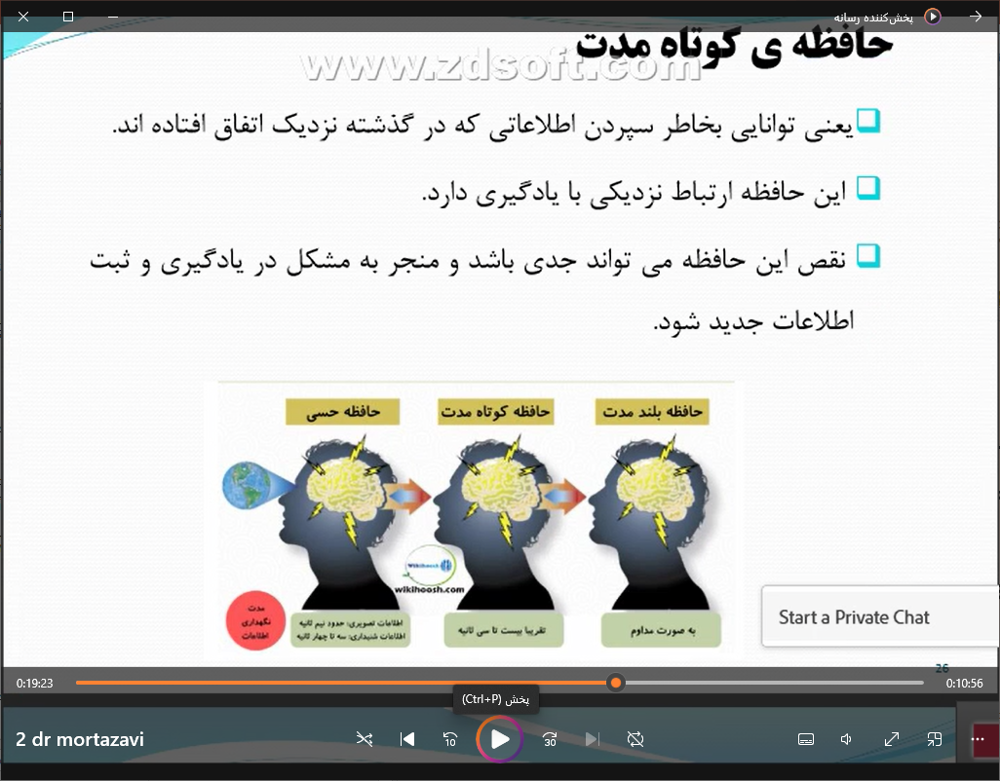 پخش‌کننده رسانه
حافظه ی کوتاه مدت
www.zdsoft.com
یعنی توانایی بخاطر سپردن اطلاعاتی که در گذشته نزدیک اتفاق افتاده اند.
این حافظه ارتباط نزدیکی با یادگیری دارد.
نقص این حافظه می تواند جدی باشد و منجر به مشکل در یادگیری و ثبت
اطلاعات جدید شود.
حافظه بلند مدت
حافظه کوتاه مدت
حافظه حسی
Wikihoosh
wikihoosh.com
به صورت مداوم
تقریبا بیست تا سی ثانیه
اطلاعات تصویری: حدود نیم ثانیه
اطلاعات شنیداری: سه تا چهار ثانیه
مدت
نگهداری
اطلاعات
Start a Private Chat
26
0:19:23
0:10:56
پخش (Ctrl+P)
2 dr mortazavi
10
30